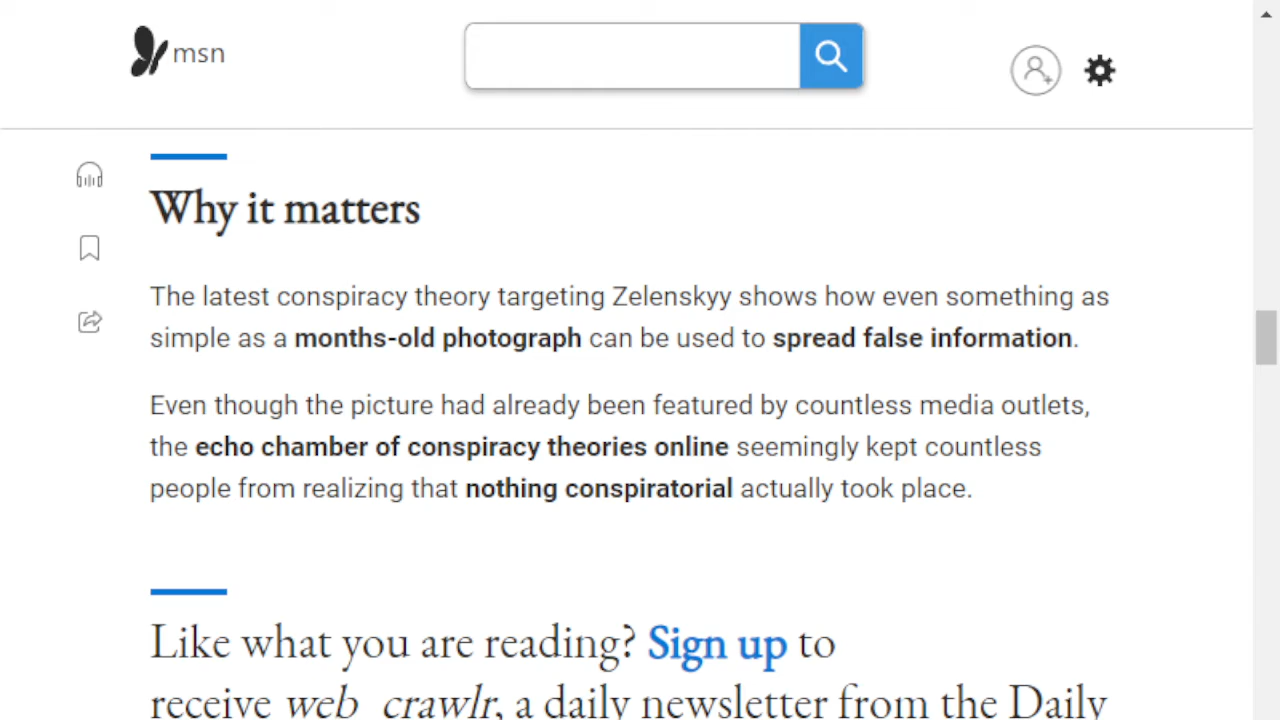 msn
Why it matters
The latest conspiracy theory targeting Zelenskyy shows how even something as
simple as a months-old photograph can be used to spread false information.
Even though the picture had already been featured by countless media outlets,
the echo chamber of conspiracy theories online seemingly kept countless
people from realizing that nothing conspiratorial actually took place.
Like what you are reading? Sign up to
receive web_crawlr, a daily newsletter from the Daily